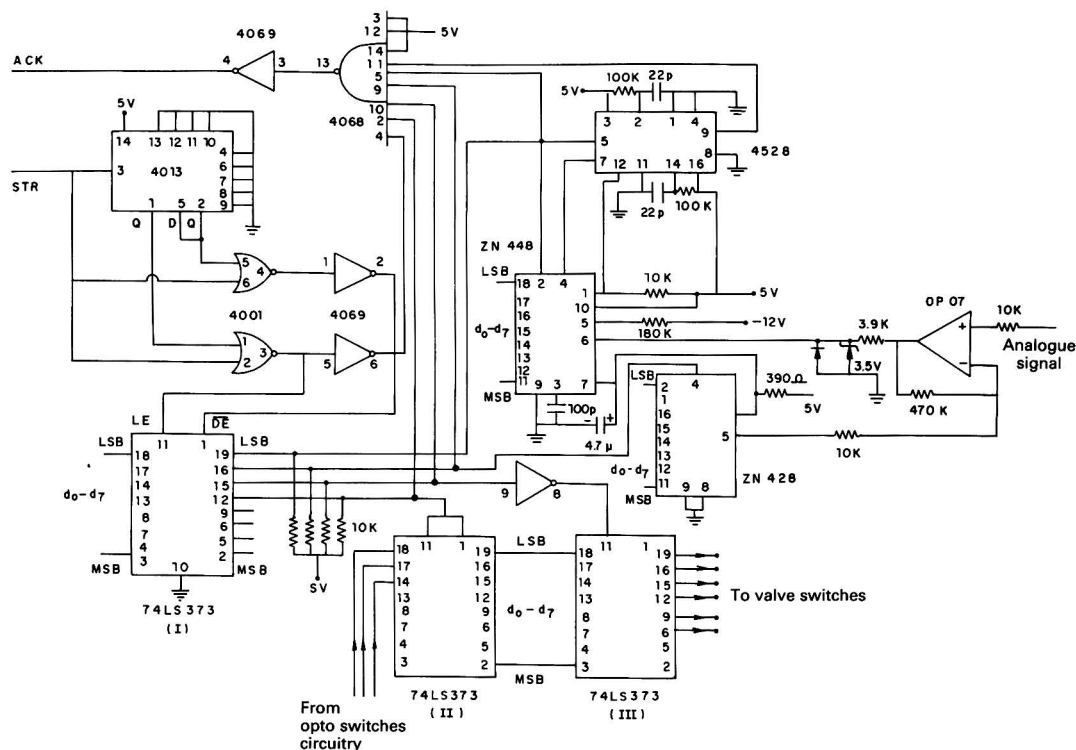 3
12
14
11
5
9
10
2
4
5V
4068
13
4069
4 3
ACK
5V
14 13 12 11 10
3 4013 4
6
7
8
9
STR
1 5 2
Q D Q
5
6 4
1 2
4001 4069
1
2 3
5 6
100K 22p
5V
3 2 1 4
5 9
8
7 12 11 14 16
4528
22p 100K
ZN 448
LSB 18 2 4
17
16
15
14
13
12
11
d0-d7
MSB
1 10K
10 5V
5 180K -12V
6
9 3 7
100p
- +
4.7 µ
OP 07
+
-
10K
Analogue
signal
3.9K
3.5V
470 K
10K
390Ω
5V
LSB 2 4
1
16
15
14
13
12
11
d0-d7
MSB
5
9 8
ZN 428
LE DE
11 1
LSB 18 19 LSB
17 16
14 15
13 12
8 9
7 6
4 5
3 2
d0-d7
MSB 10 MSB
74LS373
(I)
10K
5V
9 8
11 1
18 19 LSB
17 16
14 15
13 12
8 9
7 6
4 5
3 2 MSB
d0-d7
74LS373
(II)
11 1
18 19
17 16
14 15
13 12
8 9
7 6
4 5
3 2
74LS373
(III)
To valve switches
From
opto switches
circuitry